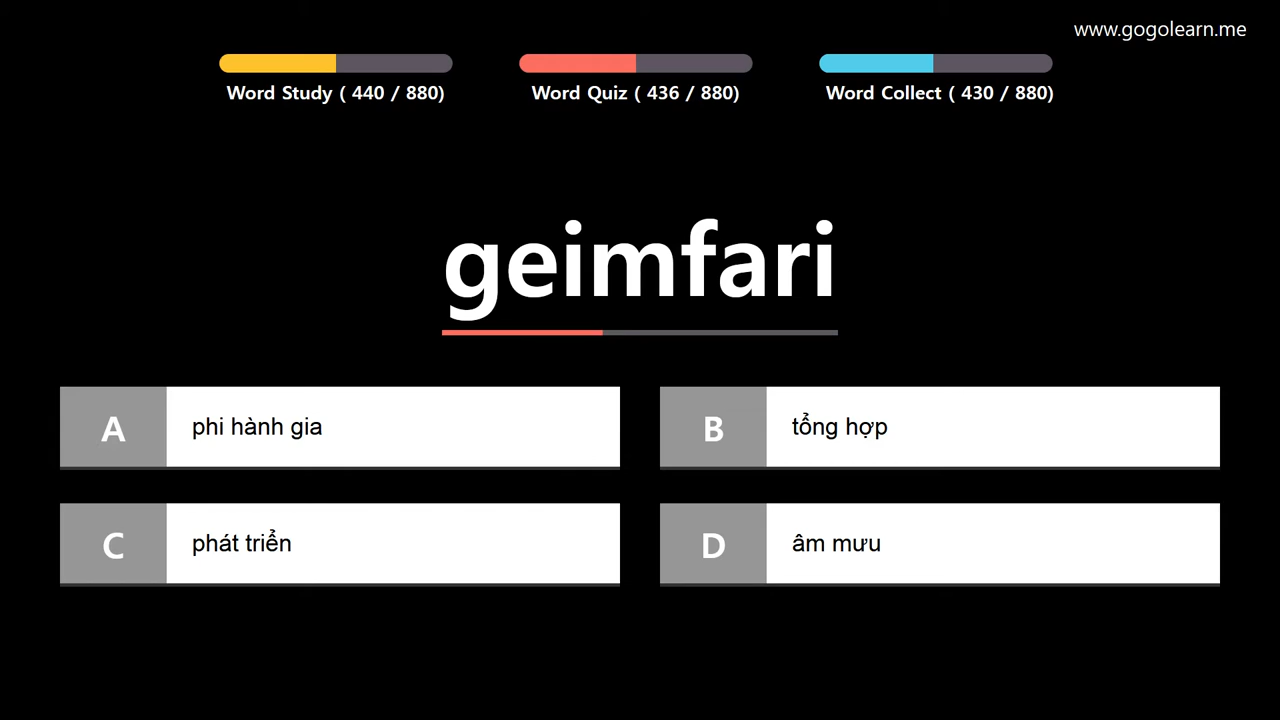 www.gogolearn.me
Word Study ( 440 / 880)
Word Quiz ( 436 / 880)
Word Collect ( 430 / 880)
geimfari
A
phi hành gia
B
tổng hợp
C
phát triển
D
âm mưu